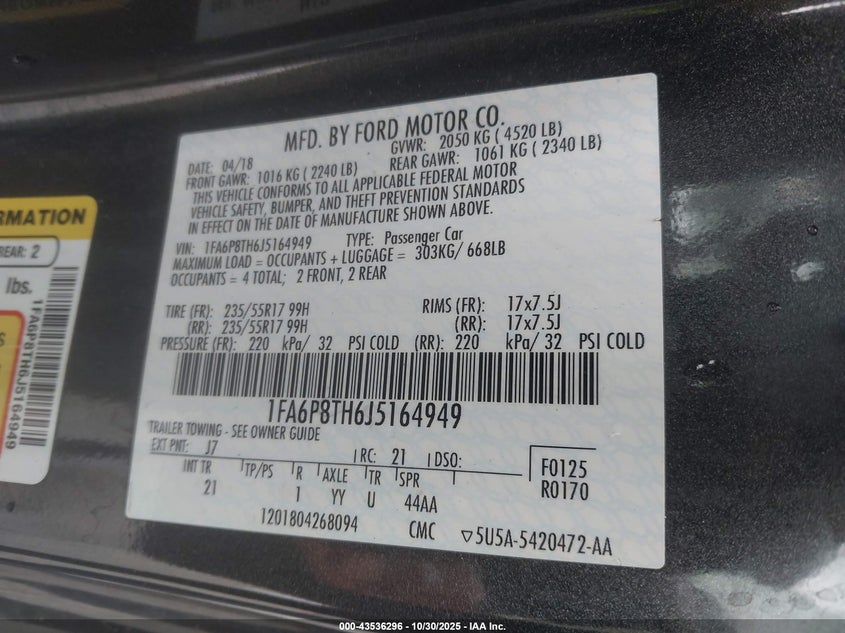 MFD. BY FORD MOTOR CO.
DATE: 04/18 GVWR: 2050 KG ( 4520 LB)
FRONT GAWR: 1016 KG ( 2240 LB) REAR GAWR: 1061 KG ( 2340 LB)
THIS VEHICLE CONFORMS TO ALL APPLICABLE FEDERAL MOTOR
VEHICLE SAFETY, BUMPER, AND THEFT PREVENTION STANDARDS
IN EFFECT ON THE DATE OF MANUFACTURE SHOWN ABOVE.
VIN: 1FA6P8TH6J5164949 TYPE: Passenger Car
MAXIMUM LOAD = OCCUPANTS + LUGGAGE = 303KG/ 668LB
OCCUPANTS = 4 TOTAL; 2 FRONT, 2 REAR
TIRE (FR): 235/55R17 99H RIMS (FR): 17x7.5J
(RR): 235/55R17 99H (RR): 17x7.5J
PRESSURE (FR): 220 kPa/ 32 PSI COLD (RR): 220 kPa/ 32 PSI COLD
1FA6P8TH6J5164949
TRAILER TOWING - SEE OWNER GUIDE
EXT PNT: J7 RC: 21 DSO:
INT TR TP/PS R AXLE TR SPR
21 1 YY U 44AA
F0125
R0170
1201804268094 CMC ▽5U5A-5420472-AA
RMATION
REAR: 2
lbs.
1FA6P8TH6J5164949
000-43536296 - 10/30/2025 - IAA Inc.